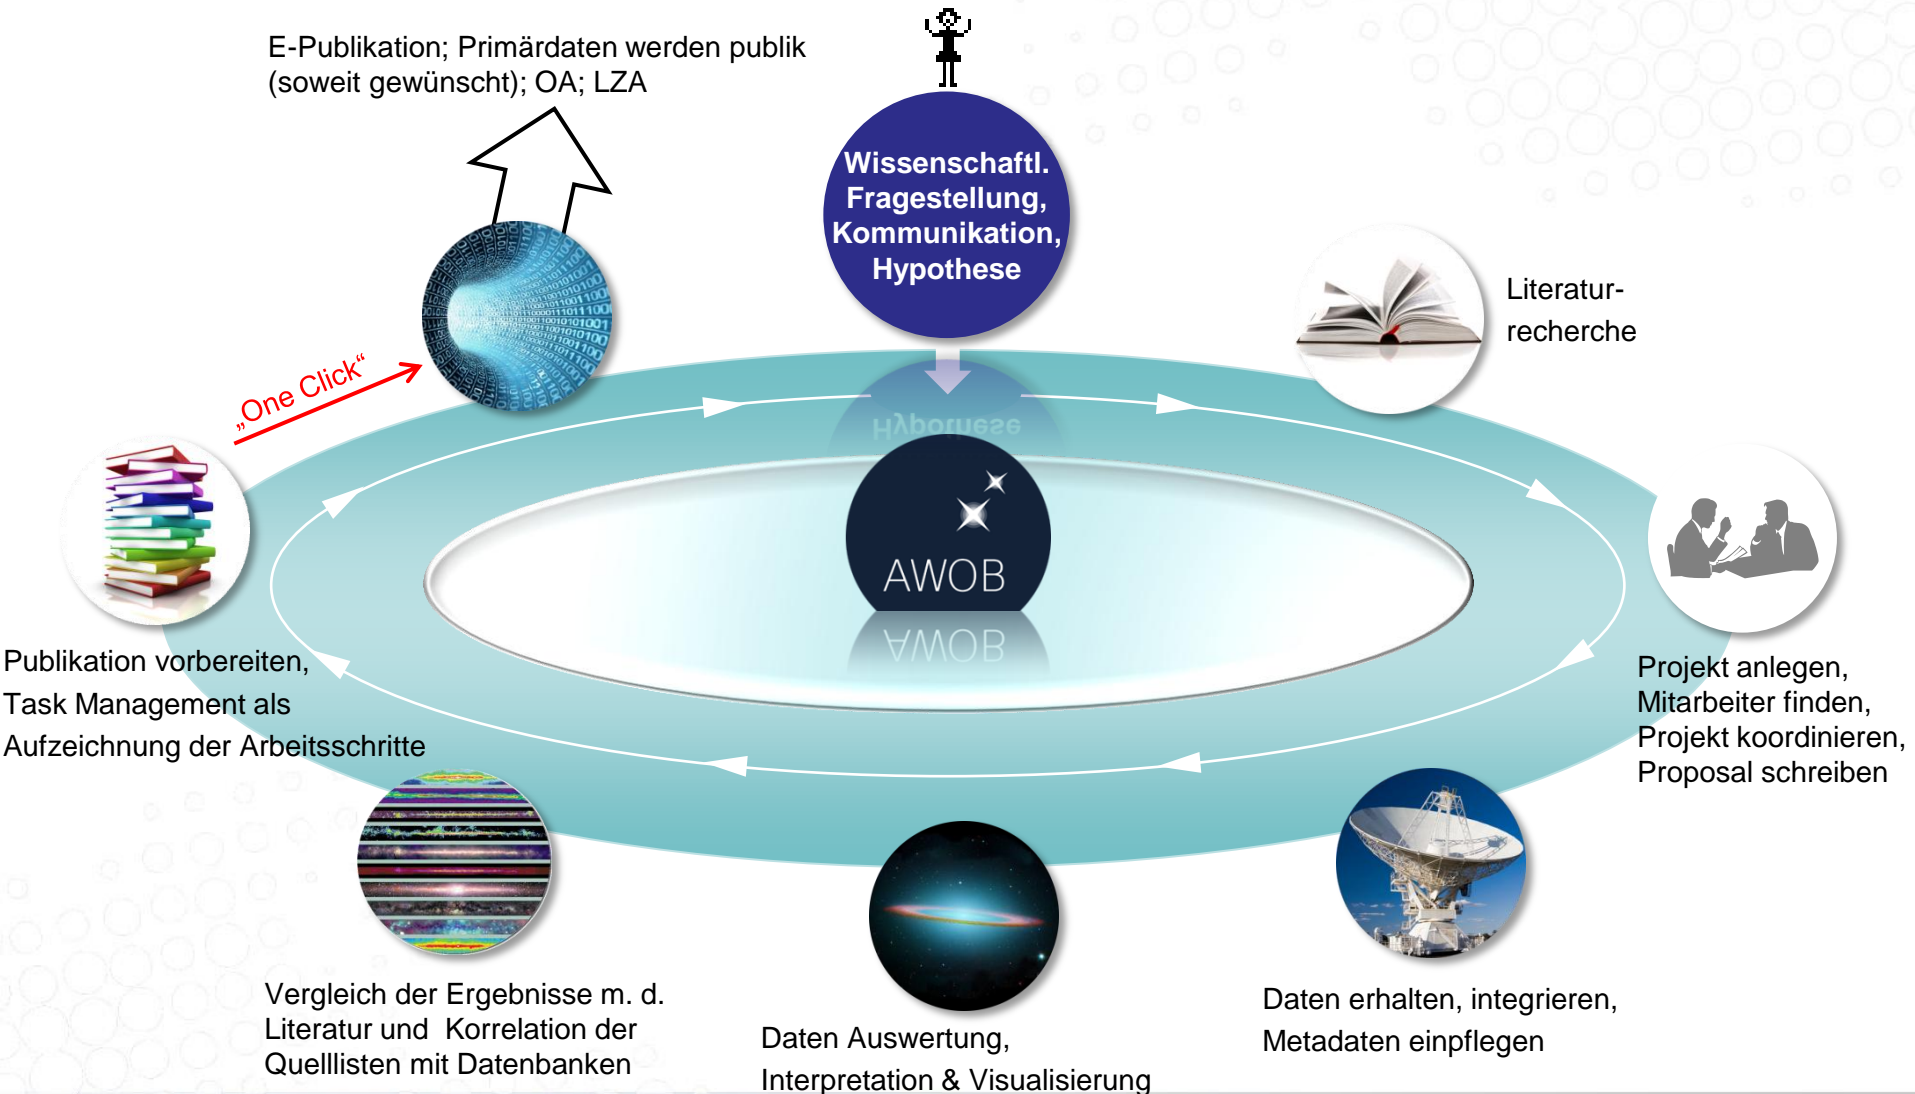 E-Publikation; Primärdaten werden publik
(soweit gewünscht); OA; LZA
Wissenschaftl.
Fragestellung,
Kommunikation,
Hypothese
Literatur-
recherche
„One Click“
Hypothese
AWOB
AWOB
Publikation vorbereiten,
Task Management als
Aufzeichnung der Arbeitsschritte
Projekt anlegen,
Mitarbeiter finden,
Projekt koordinieren,
Proposal schreiben
Vergleich der Ergebnisse m. d.
Literatur und  Korrelation der
Quelllisten mit Datenbanken
Daten Auswertung,
Interpretation & Visualisierung
Daten erhalten, integrieren,
Metadaten einpflegen